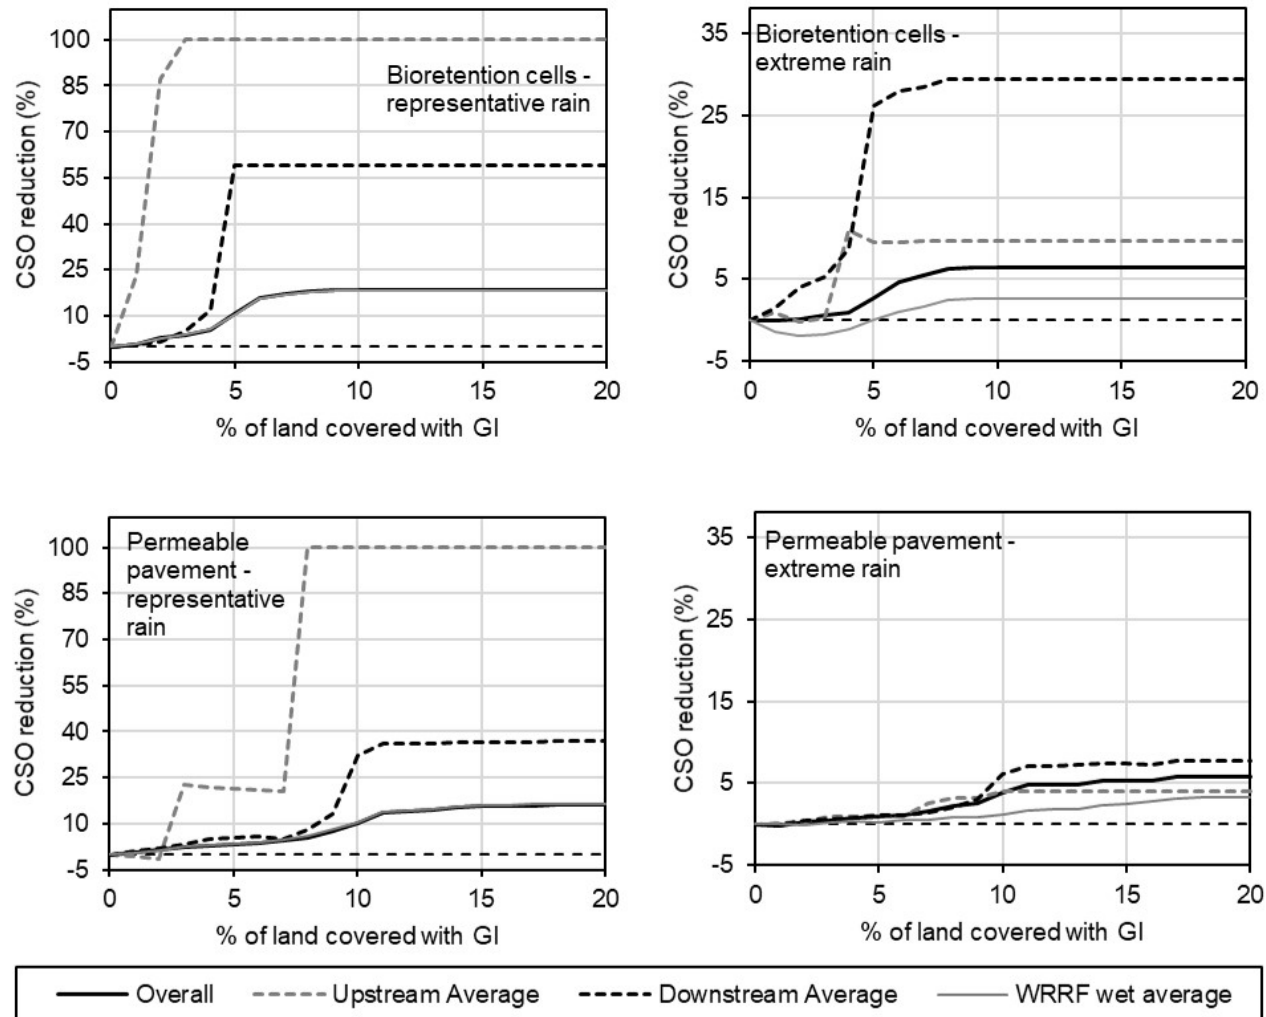 Bioretention cells -
representative rain
CSO reduction (%)
100
85
70
55
40
25
10
-5
0 5 10 15 20
% of land covered with GI
Bioretention cells -
extreme rain
CSO reduction (%)
35
25
15
5
-5
0 5 10 15 20
% of land covered with GI
Permeable
pavement -
representative
rain
CSO reduction (%)
100
85
70
55
40
25
10
-5
0 5 10 15 20
% of land covered with GI
Permeable pavement -
extreme rain
CSO reduction (%)
35
25
15
5
-5
0 5 10 15 20
% of land covered with GI
Overall Upstream Average Downstream Average WRRF wet average